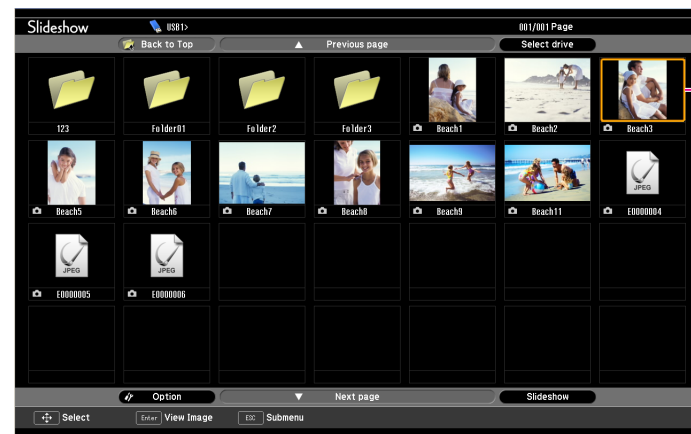 Slideshow USB1> 001/001 Page
Back to Top ▲ Previous page Select drive
123 Folder01 Folder2 Folder3 Beach1 Beach2 Beach3
JPEG
Beach5 Beach6 Beach7 Beach8 Beach9 Beach11 E0000004
JPEG JPEG
E0000005 E0000006
Option ▼ Next page Slideshow
Select Enter View Image ESC Submenu